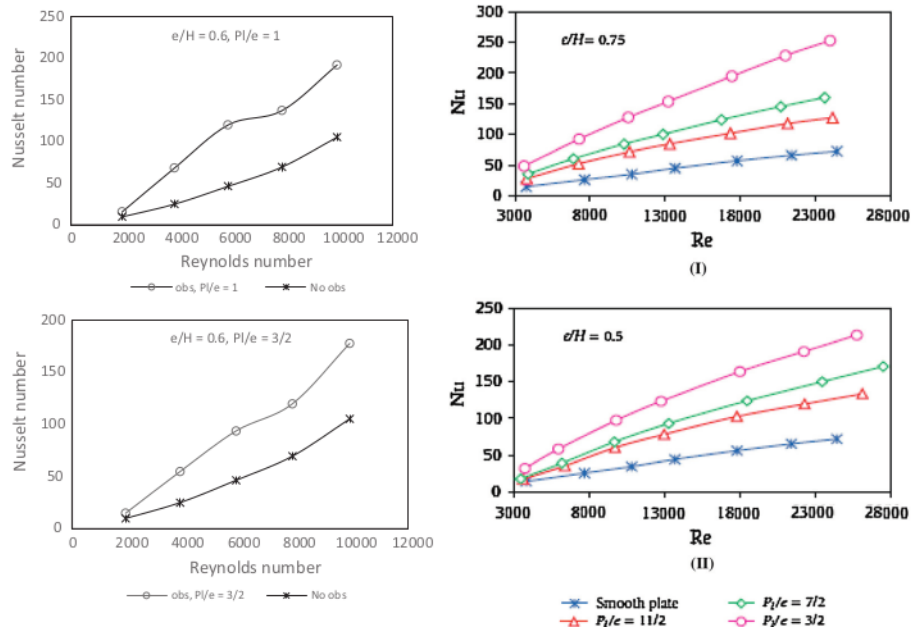 250
200
150
100
50
0
Nusselt number
e/H = 0.6, Pl/e = 1
0 2000 4000 6000 8000 10000 12000
Reynolds number
obs, Pl/e = 1 No obs
200
150
100
50
0
Nusselt number
e/H = 0.6, Pl/e = 3/2
0 2000 4000 6000 8000 10000 12000
Reynolds number
obs, Pl/e = 3/2 No obs
300
250
200
150
100
50
0
Nu
e/H = 0.75
3000 8000 13000 18000 23000 28000
Re
(I)
250
200
150
100
50
0
Nu
e/H = 0.5
3000 8000 13000 18000 23000 28000
Re
(II)
Smooth plate P₁/e = 7/2
P₁/e = 11/2 P₁/e = 3/2